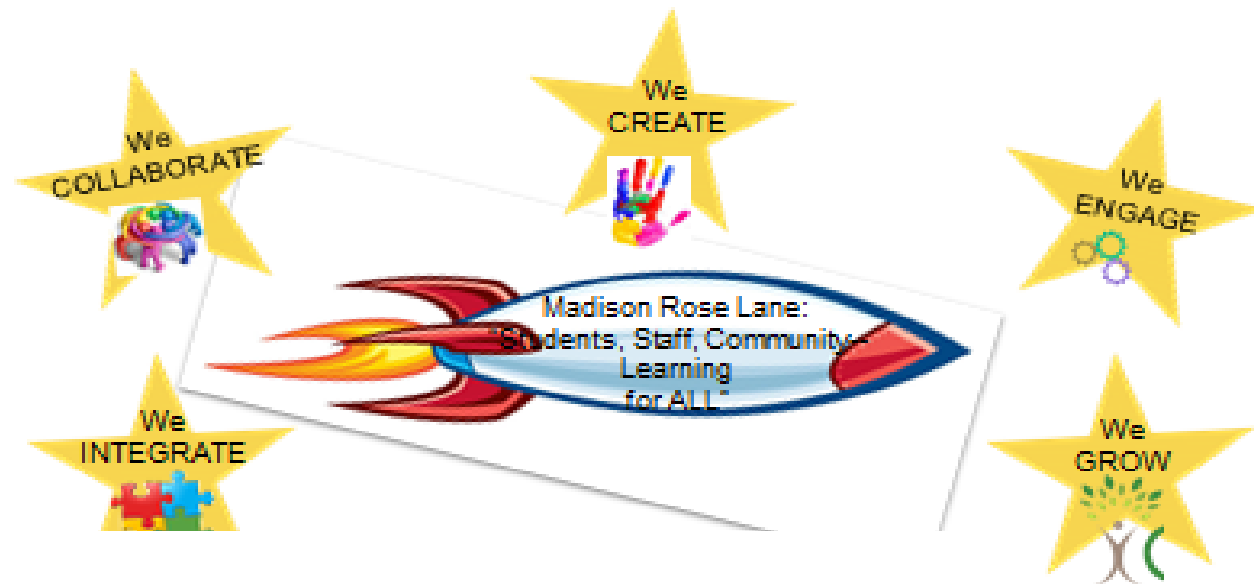 We
COLLABORATE
We
CREATE
We
ENGAGE
Madison Rose Lane:
"Students, Staff, Community -
Learning
for ALL"
We
INTEGRATE
We
GROW